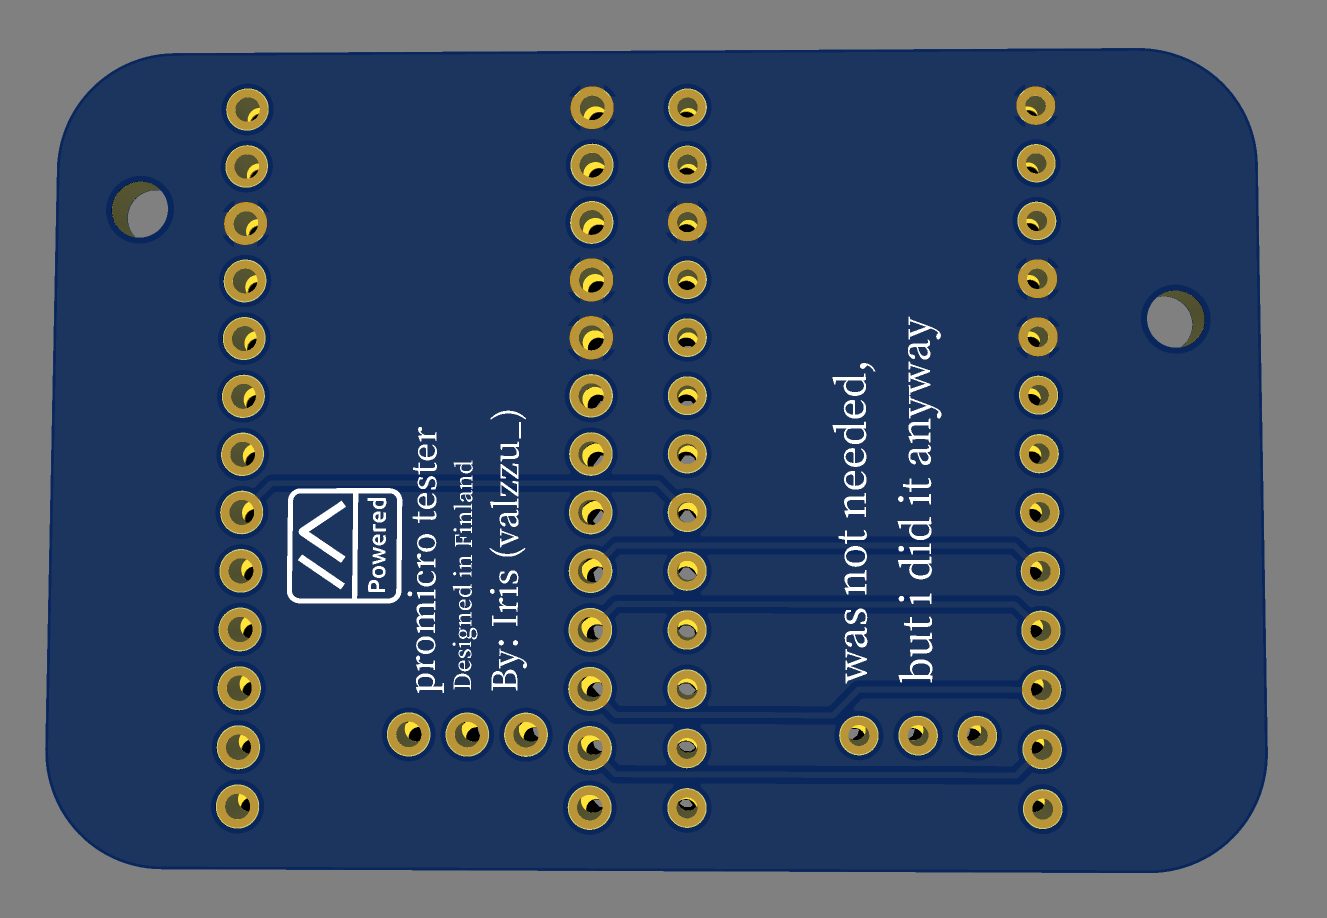 Powered
promicro tester
Designed in Finland
By: Iris (valzzu_)
was not needed,
but i did it anyway